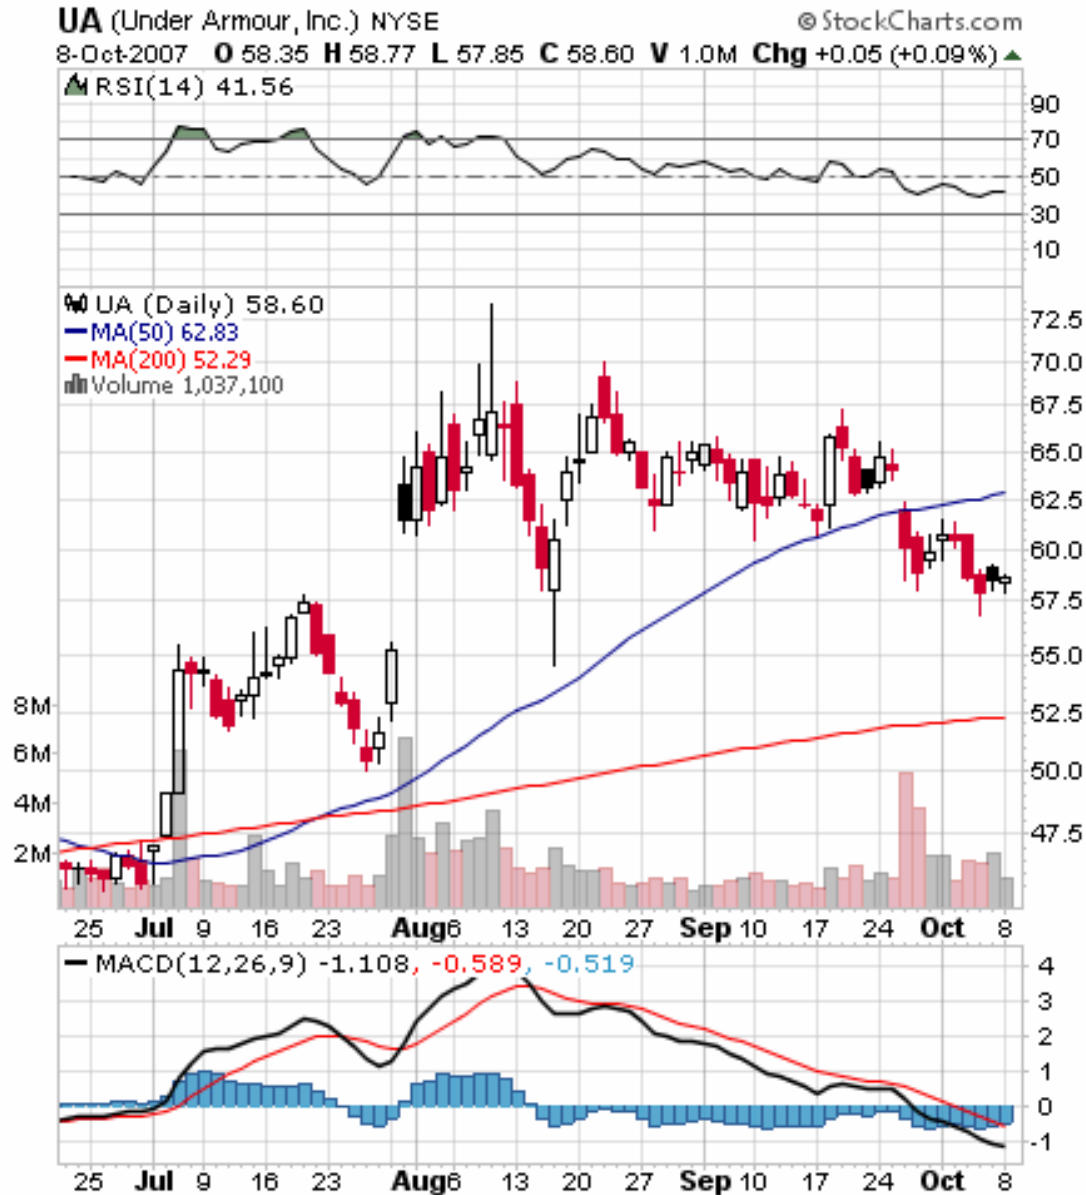 UA (Under Armour, Inc.) NYSE © StockCharts.com
8-Oct-2007 O 58.35 H 58.77 L 57.85 C 58.60 V 1.0M Chg +0.05 (+0.09%)
RSI(14) 41.56
90
70
50
30
10
UA (Daily) 58.60
MA(50) 62.83
MA(200) 52.29
Volume 1,037,100
72.5
70.0
67.5
65.0
62.5
60.0
57.5
55.0
52.5
50.0
47.5
8M
6M
4M
2M
25 Jul 9 16 23 Aug 6 13 20 27 Sep 10 17 24 Oct 8
MACD(12,26,9) -1.108, -0.589, -0.519
4
3
2
1
0
-1
25 Jul 9 16 23 Aug 6 13 20 27 Sep 10 17 24 Oct 8